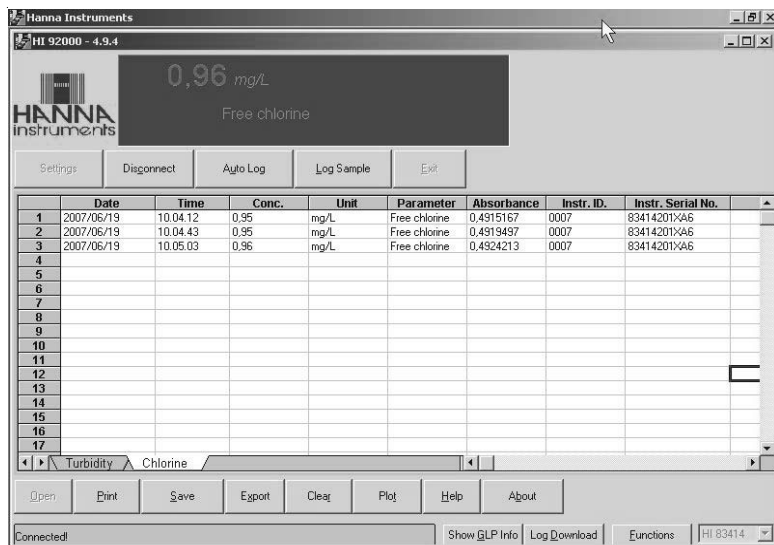 Hanna Instruments
HI 92000 - 4.9.4
HANNA
instruments
0,96 mg/L
Free chlorine
Settings Disconnect Auto Log Log Sample Exit
Date Time Conc. Unit Parameter Absorbance Instr. ID. Instr. Serial No.
1 2007/06/19 10.04.12 0,95 mg/L Free chlorine 0,4915167 0007 83414201XA6
2 2007/06/19 10.04.43 0,95 mg/L Free chlorine 0,4919497 0007 83414201XA6
3 2007/06/19 10.05.03 0,96 mg/L Free chlorine 0,4924213 0007 83414201XA6
4
5
6
7
8
9
10
11
12
13
14
15
16
17
Turbidity Chlorine
Open Print Save Export Clear Plot Help About
Connected! Show GLP Info Log Download Functions HI 83414